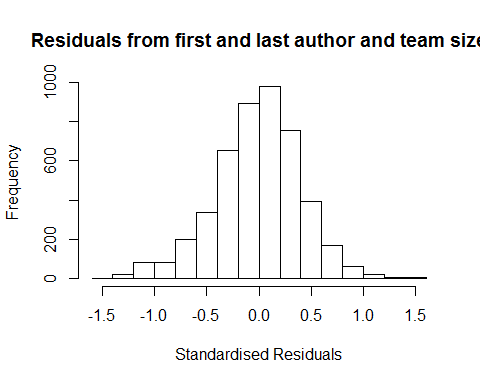 Residuals from first and last author and team size
Frequency
1000
600
200
0
-1.5 -1.0 -0.5 0.0 0.5 1.0 1.5
Standardised Residuals